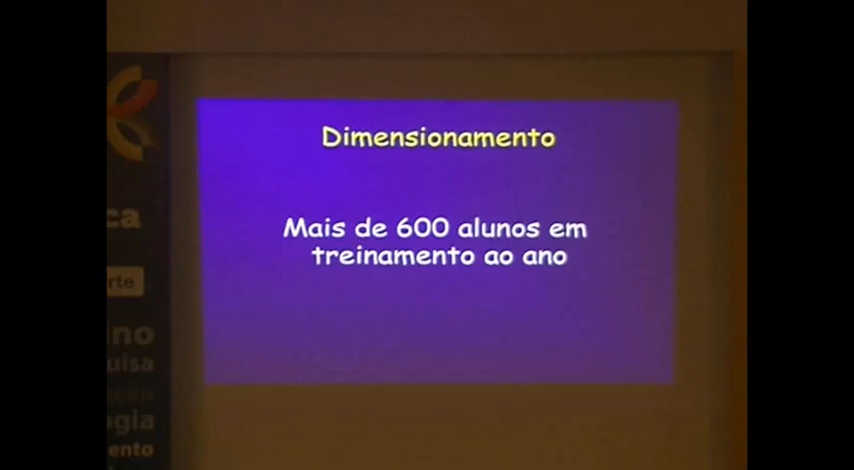 Dimensionamento
Mais de 600 alunos em
treinamento ao ano